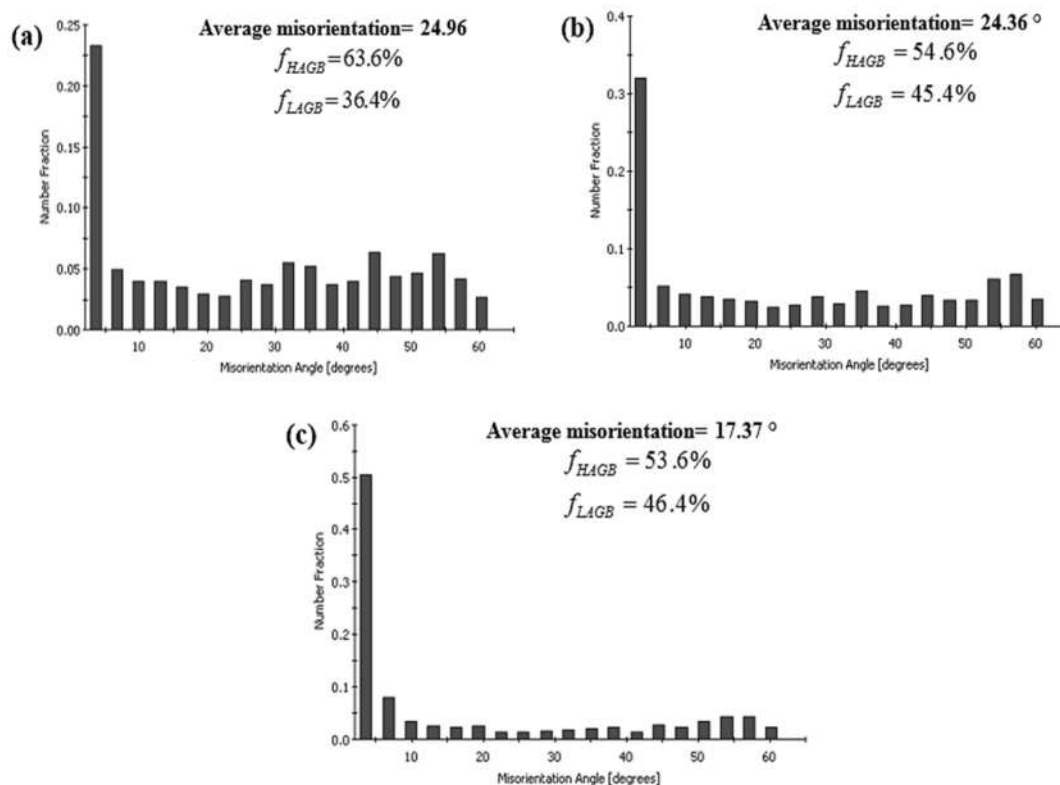 (a)
Average misorientation= 24.96
fHAGB =63.6%
fLAGB = 36.4%
0.25
0.20
0.15
0.10
0.05
0.00
Number Fraction
10 20 30 40 50 60
Misorientation Angle [degrees]
(b)
Average misorientation= 24.36 °
fHAGB = 54.6%
fLAGB = 45.4%
0.4
0.3
0.2
0.1
0.0
Number Fraction
10 20 30 40 50 60
Misorientation Angle [degrees]
(c)
Average misorientation= 17.37 °
fHAGB = 53.6%
fLAGB = 46.4%
0.6
0.5
0.4
0.3
0.2
0.1
0.0
Number Fraction
10 20 30 40 50 60
Misorientation Angle [degrees]